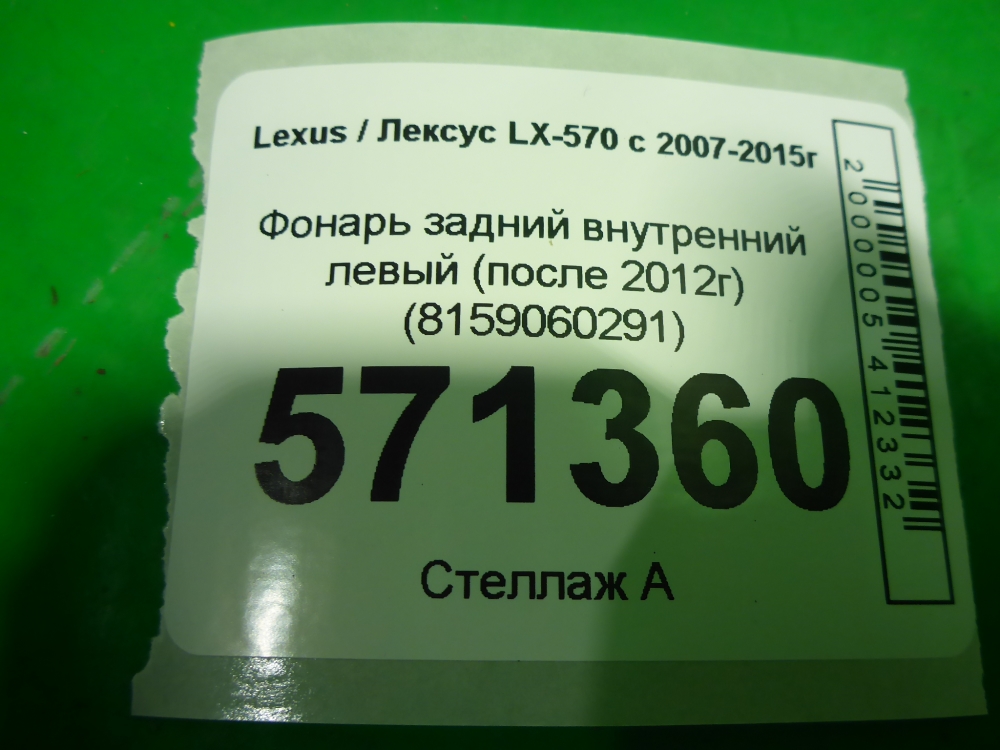 Lexus / Лексус LX-570 с 2007-2015г
Фонарь задний внутренний
левый (после 2012г)
(8159060291)
571360
Стеллаж А
2000005412332